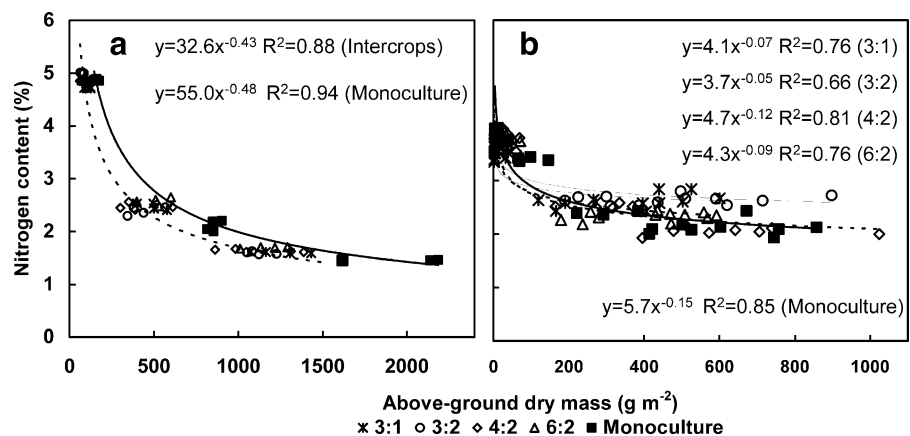 a
y=32.6x^-0.43 R²=0.88 (Intercrops)
y=55.0x^-0.48 R²=0.94 (Monoculture)
b
y=4.1x^-0.07 R²=0.76 (3:1)
y=3.7x^-0.05 R²=0.66 (3:2)
y=4.7x^-0.12 R²=0.81 (4:2)
y=4.3x^-0.09 R²=0.76 (6:2)
y=5.7x^-0.15 R²=0.85 (Monoculture)
Nitrogen content (%)
6
5
4
3
2
1
0
0 500 1000 1500 2000
0 200 400 600 800 1000
Above-ground dry mass (g m⁻²)
3:1 3:2 4:2 6:2 Monoculture